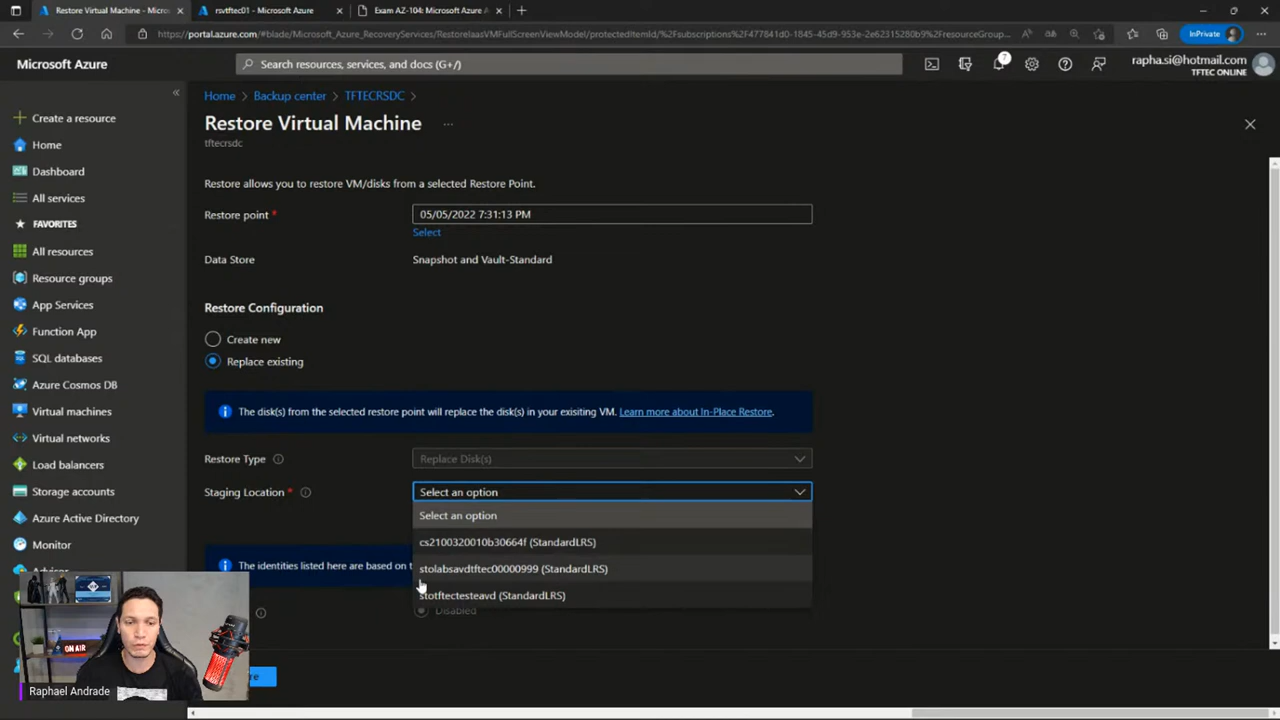 Restore Virtual Machine - Micros
rsvtftec01 - Microsoft Azure
Exam AZ-104: Microsoft Azure A
InPrivate
Microsoft Azure
Search resources, services, and docs (G+/)
7
rapha.si@hotmail.com
TFTEC ONLINE
Home > Backup center > TFTECRSDC >
Restore Virtual Machine ...
tftecrsdc
Create a resource
Home
Dashboard
All services
FAVORITES
All resources
Resource groups
App Services
Function App
SQL databases
Azure Cosmos DB
Virtual machines
Virtual networks
Load balancers
Storage accounts
Azure Active Directory
Monitor
Restore allows you to restore VM/disks from a selected Restore Point.
Restore point *
05/05/2022 7:31:13 PM
Select
Data Store
Snapshot and Vault-Standard
Restore Configuration
Create new
Replace existing
The disk(s) from the selected restore point will replace the disk(s) in your exisiting VM. Learn more about In-Place Restore.
Restore Type
Replace Disk(s)
Staging Location *
Select an option
Select an option
cs2100320010b30664f (StandardLRS)
stolabsavdtftec00000999 (StandardLRS)
stotftectesteavd (StandardLRS)
The identities listed here are based on t
Disabled
ON AIR
Raphael Andrade